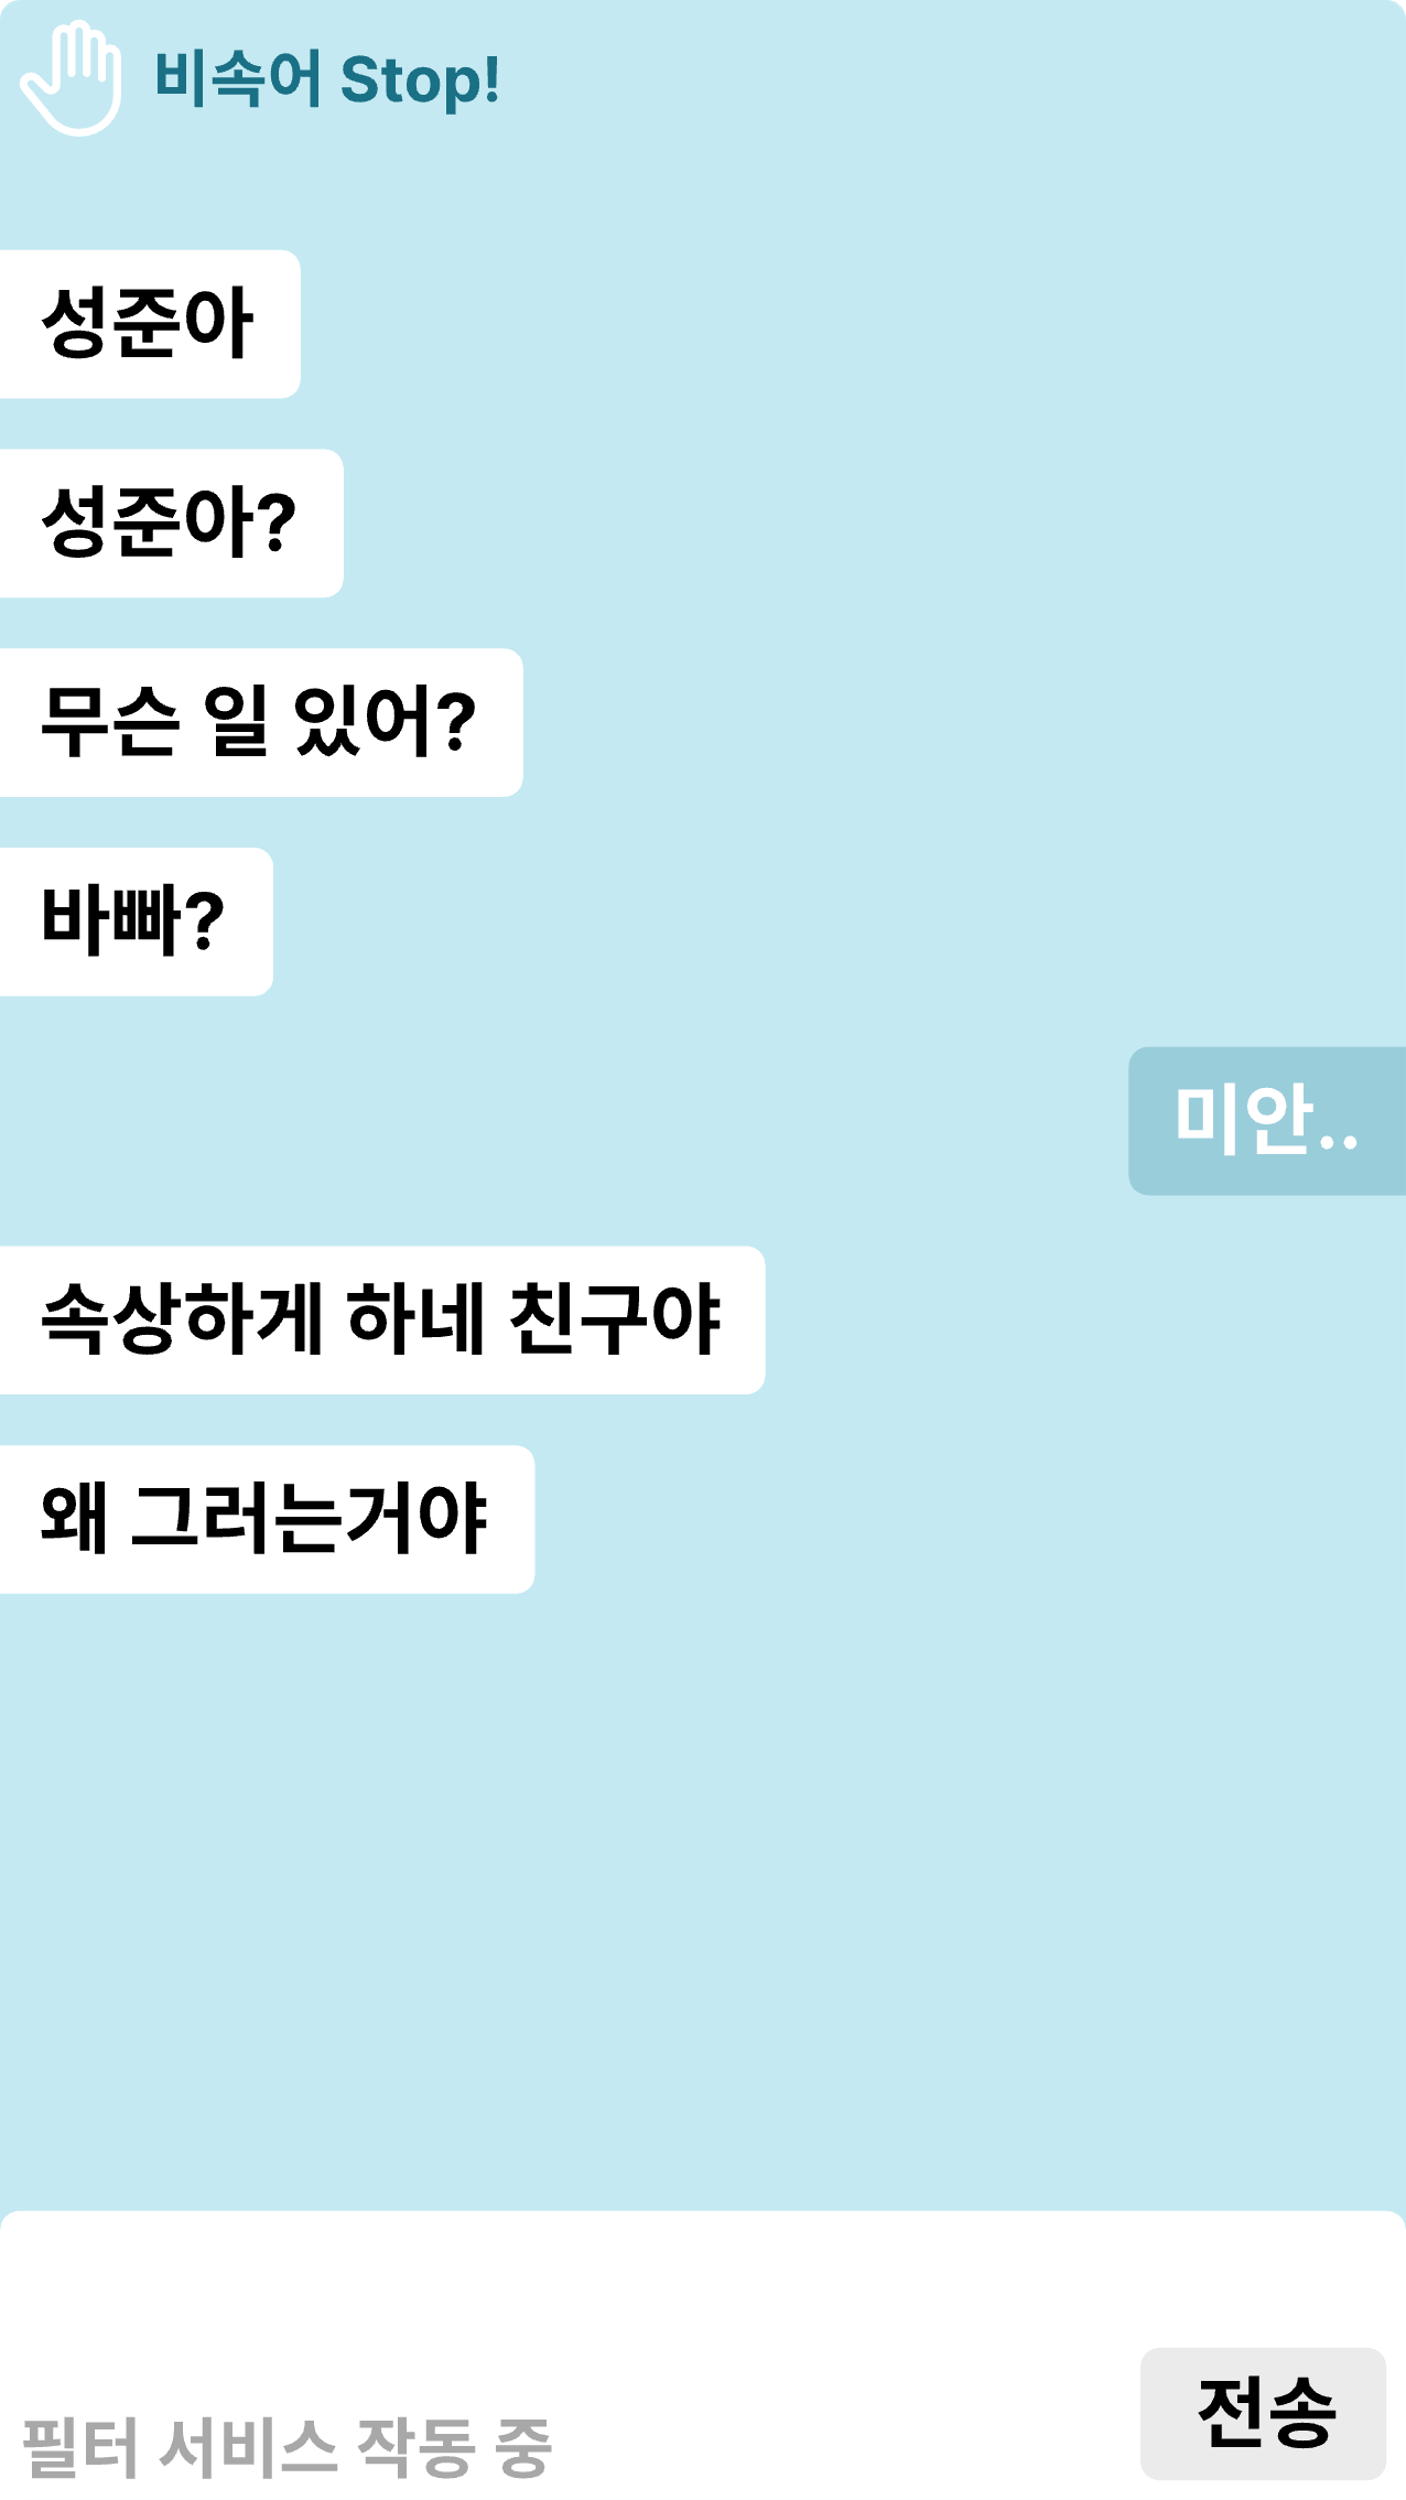 비속어 Stop!
성준아
성준아?
무슨 일 있어?
바빠?
미안..
속상하게 하네 친구야
왜 그러는거야
필터 서비스 작동 중
전송